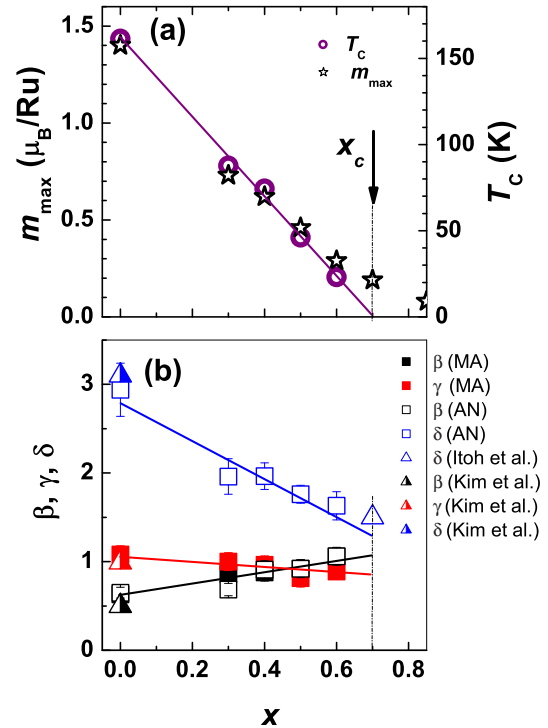 (a)
T_C
m_max
x_c
m_max (μ_B/Ru)
T_C (K)
1.5
1.0
0.5
0.0
150
100
50
0
(b)
β (MA)
γ (MA)
β (AN)
δ (AN)
δ (Itoh et al.)
β (Kim et al.)
γ (Kim et al.)
δ (Kim et al.)
β, γ, δ
3
2
1
0
0.0 0.2 0.4 0.6 0.8
x